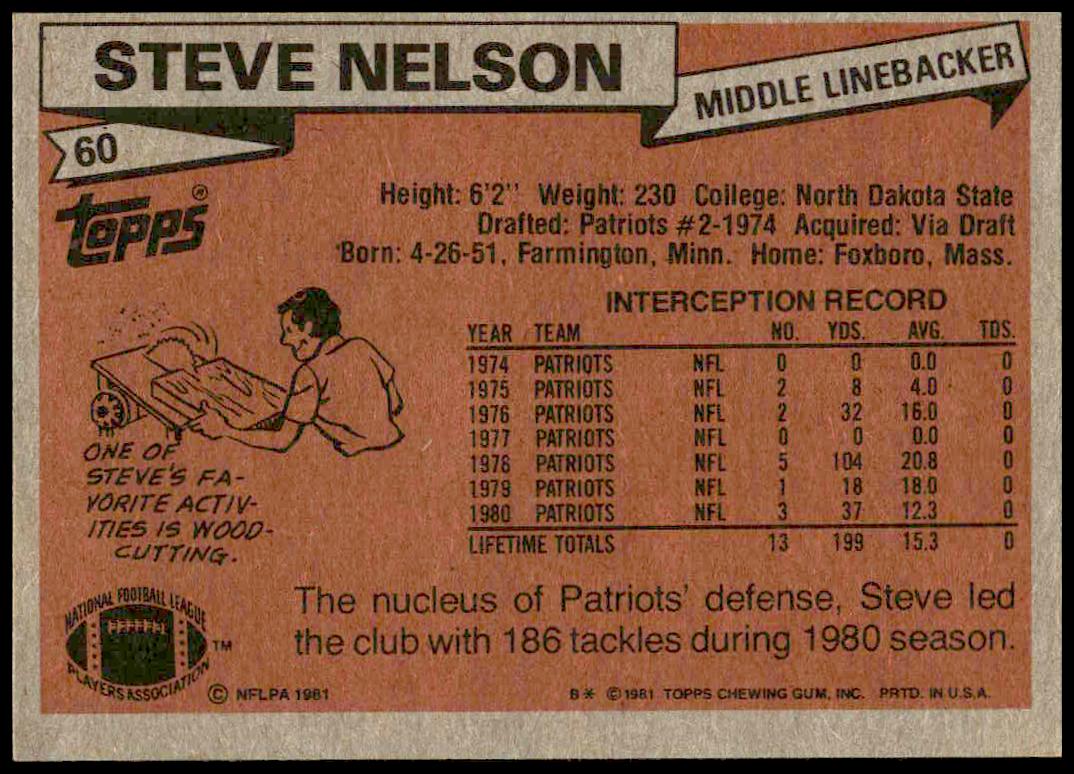 STEVE NELSON
MIDDLE LINEBACKER
60
TOPPS®
Height: 6'2" Weight: 230 College: North Dakota State
Drafted: Patriots #2-1974 Acquired: Via Draft
Born: 4-26-51, Farmington, Minn. Home: Foxboro, Mass.
INTERCEPTION RECORD
YEAR TEAM NO. YDS. AVG. TDS.
1974 PATRIOTS NFL 0 0 0.0 0
1975 PATRIOTS NFL 2 8 4.0 0
1976 PATRIOTS NFL 2 32 16.0 0
1977 PATRIOTS NFL 0 0 0.0 0
1978 PATRIOTS NFL 5 104 20.8 0
1979 PATRIOTS NFL 1 18 18.0 0
1980 PATRIOTS NFL 3 37 12.3 0
LIFETIME TOTALS 13 199 15.3 0
ONE OF
STEVE'S FA-
VORITE ACTIV-
ITIES IS WOOD-
CUTTING.
The nucleus of Patriots' defense, Steve led
the club with 186 tackles during 1980 season.
NATIONAL FOOTBALL LEAGUE
PLAYERS ASSOCIATION
TM
© NFLPA 1981
B* © 1981 TOPPS CHEWING GUM, INC. PRTD. IN U.S.A.